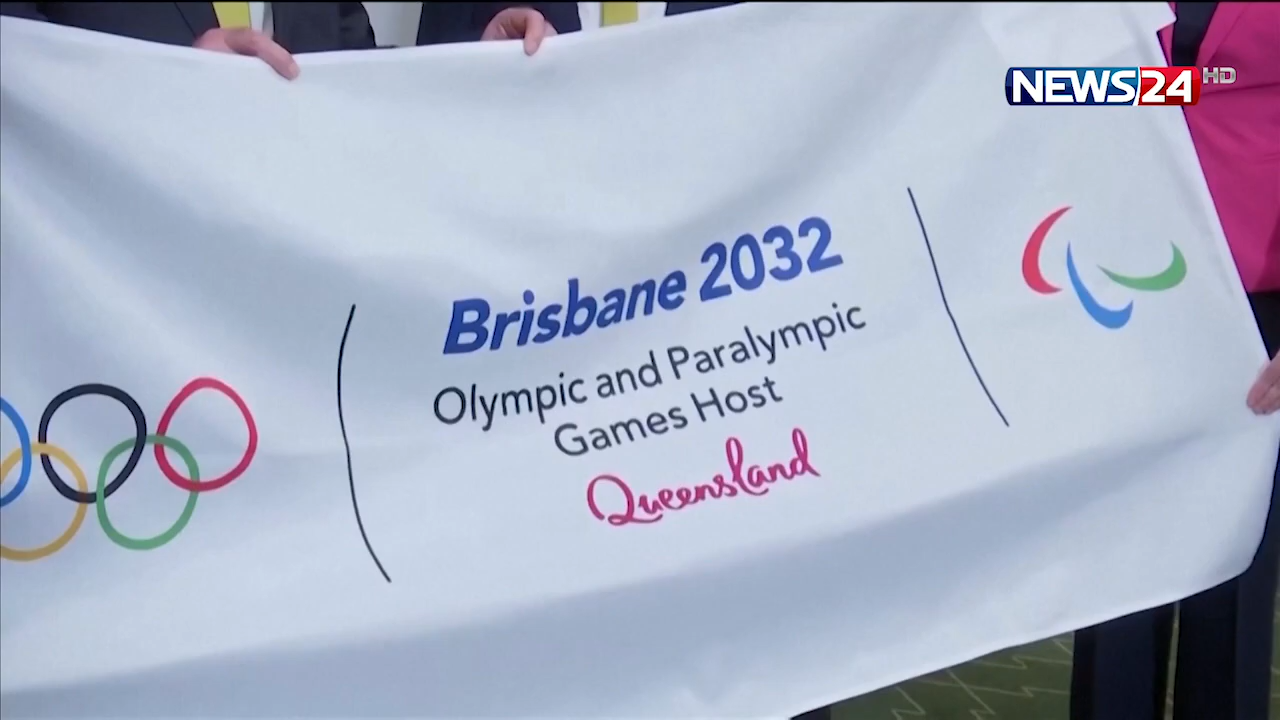 NEWS24 HD
Brisbane 2032
Olympic and Paralympic
Games Host
Queensland